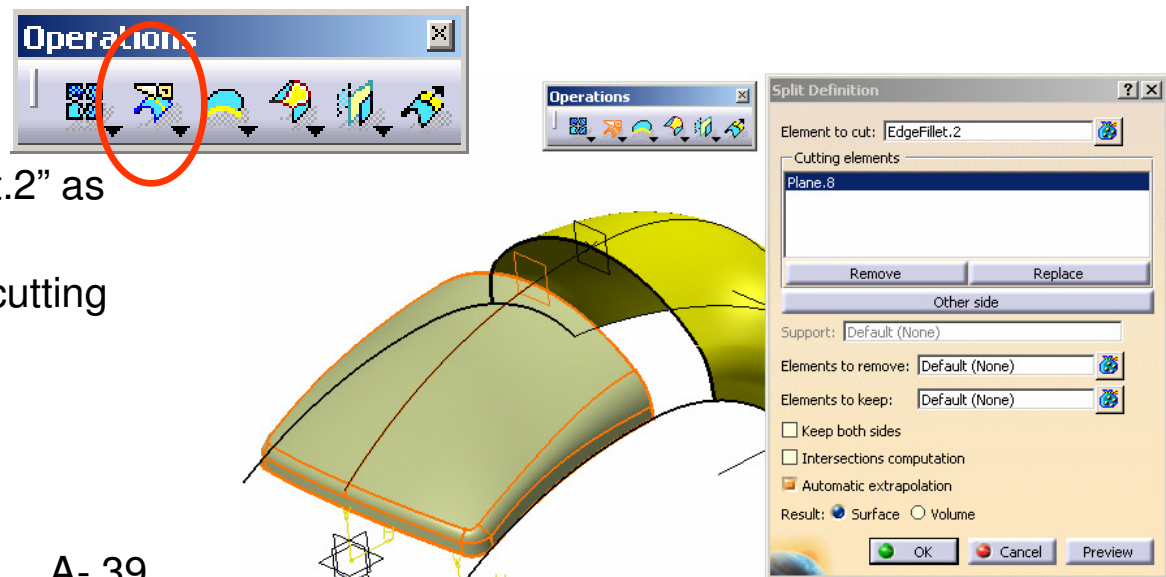 Operations
.2” as
cutting
A- 39
Operations
Split Definition
Element to cut: EdgeFillet.2
Cutting elements
Plane.8
Remove Replace
Other side
Support: Default (None)
Elements to remove: Default (None)
Elements to keep: Default (None)
Keep both sides
Intersections computation
Automatic extrapolation
Result: Surface Volume
OK Cancel Preview